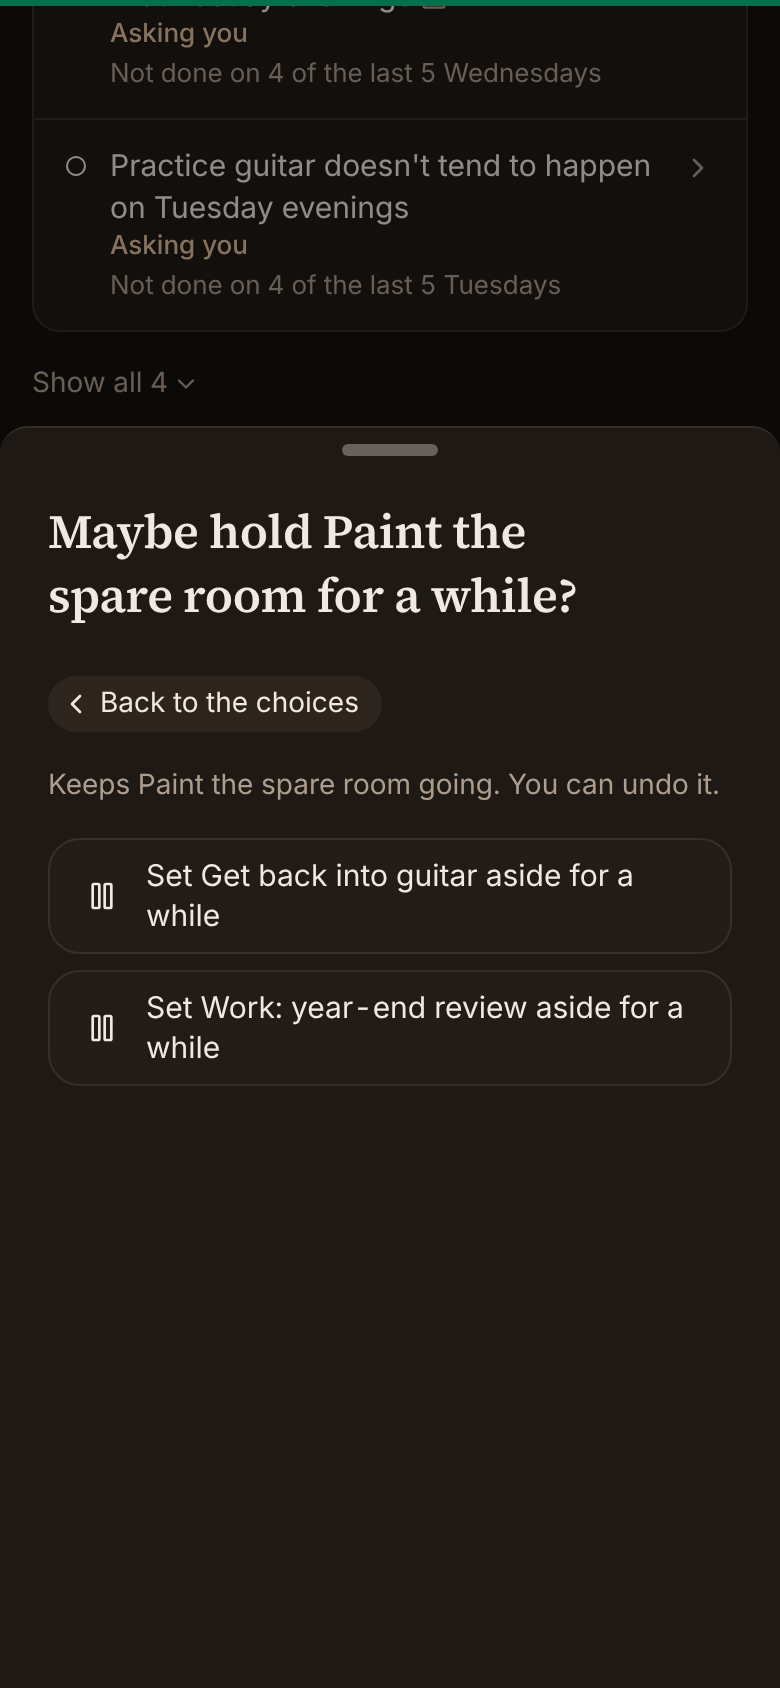 Asking you
Not done on 4 of the last 5 Wednesdays
Practice guitar doesn't tend to happen
on Tuesday evenings
Asking you
Not done on 4 of the last 5 Tuesdays
Show all 4
Maybe hold Paint the
spare room for a while?
Back to the choices
Keeps Paint the spare room going. You can undo it.
Set Get back into guitar aside for a
while
Set Work: year-end review aside for a
while